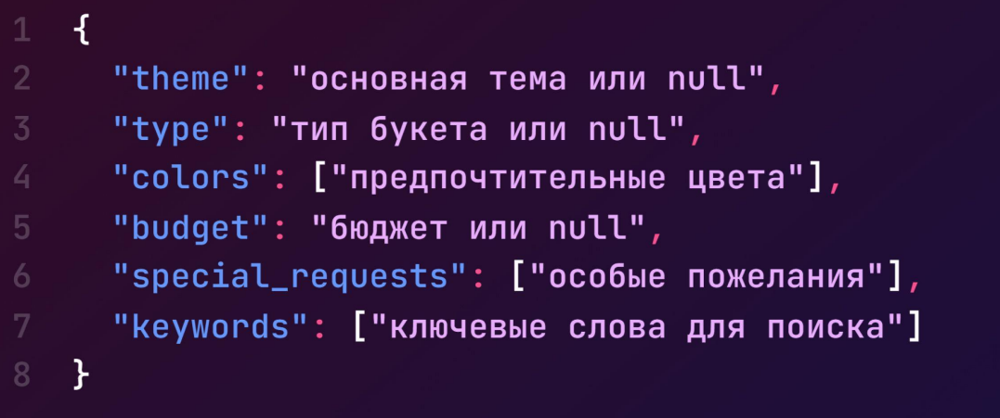 1 {
2 "theme": "основная тема или null",
3 "type": "тип букета или null",
4 "colors": ["предпочтительные цвета"],
5 "budget": "бюджет или null",
6 "special_requests": ["особые пожелания"],
7 "keywords": ["ключевые слова для поиска"]
8 }